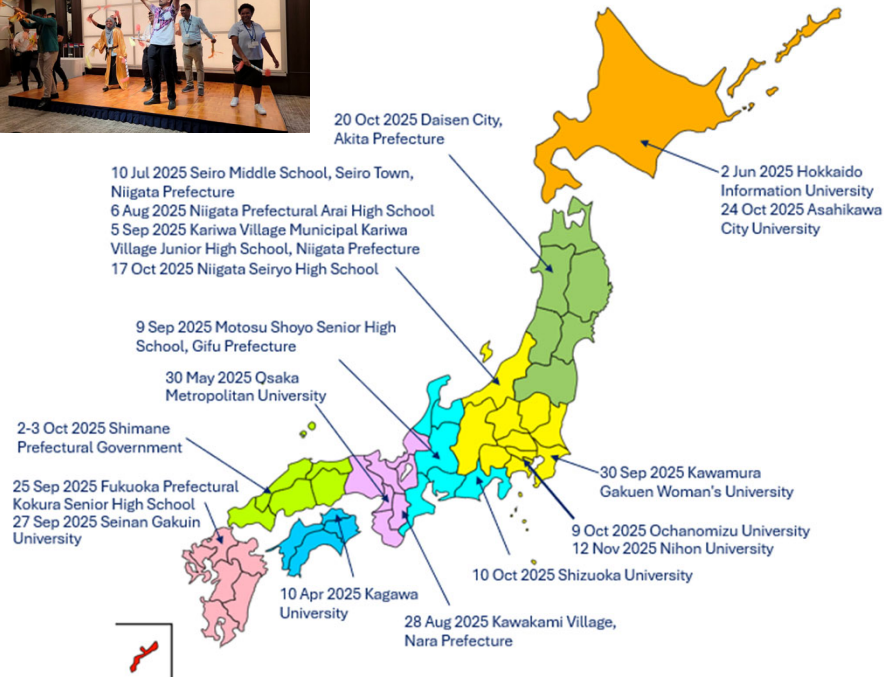 20 Oct 2025 Daisen City,
Akita Prefecture
2 Jun 2025 Hokkaido
Information University
24 Oct 2025 Asahikawa
City University
10 Jul 2025 Seiro Middle School, Seiro Town,
Niigata Prefecture
6 Aug 2025 Niigata Prefectural Arai High School
5 Sep 2025 Kariwa Village Municipal Kariwa
Village Junior High School, Niigata Prefecture
17 Oct 2025 Niigata Seiryo High School
9 Sep 2025 Motosu Shoyo Senior High
School, Gifu Prefecture
30 May 2025 Qsaka
Metropolitan University
2-3 Oct 2025 Shimane
Prefectural Government
25 Sep 2025 Fukuoka Prefectural
Kokura Senior High School
27 Sep 2025 Seinan Gakuin
University
30 Sep 2025 Kawamura
Gakuen Woman's University
9 Oct 2025 Ochanomizu University
12 Nov 2025 Nihon University
10 Oct 2025 Shizuoka University
10 Apr 2025 Kagawa
University
28 Aug 2025 Kawakami Village,
Nara Prefecture